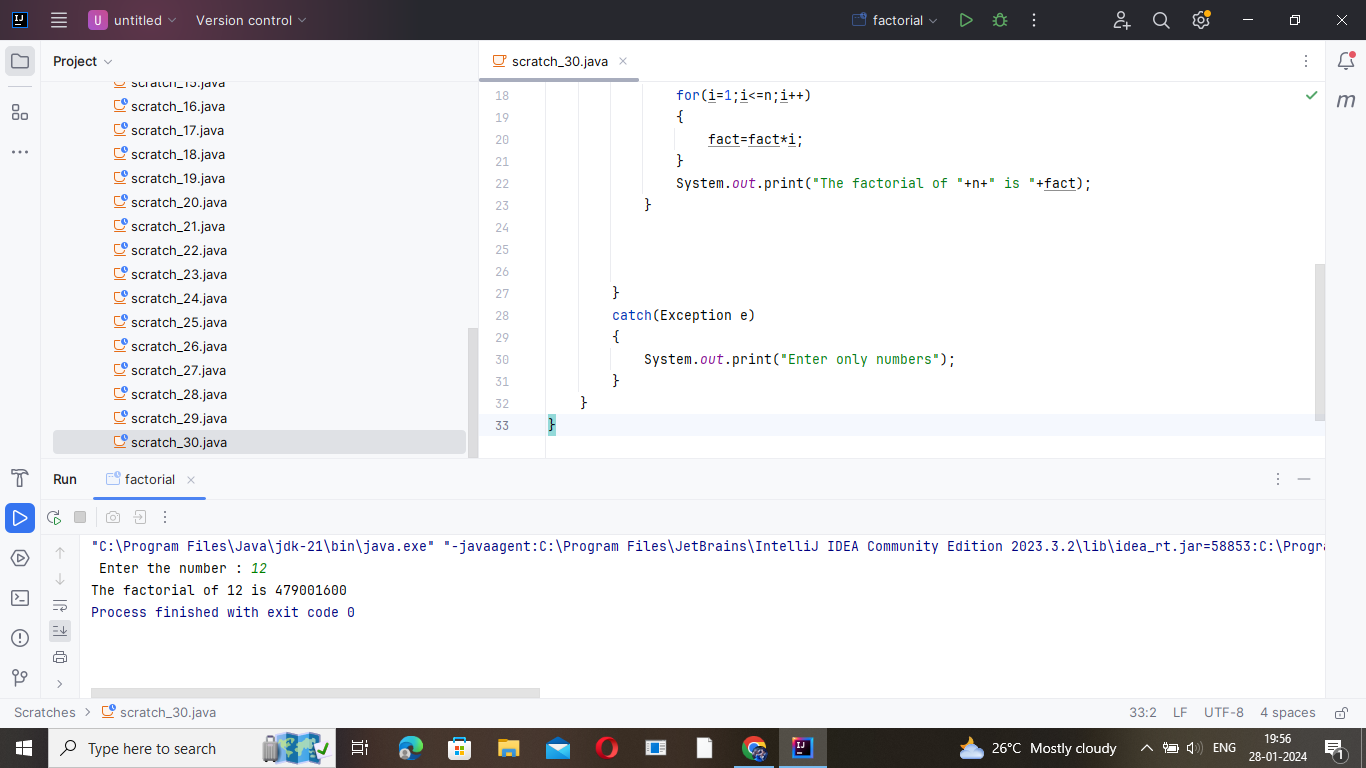 U untitled Version control factorial
Project
scratch_30.java
scratch_15.java
scratch_16.java
scratch_17.java
scratch_18.java
scratch_19.java
scratch_20.java
scratch_21.java
scratch_22.java
scratch_23.java
scratch_24.java
scratch_25.java
scratch_26.java
scratch_27.java
scratch_28.java
scratch_29.java
scratch_30.java
18 for(i=1;i<=n;i++)
19 {
20 fact=fact*i;
21 }
22 System.out.print("The factorial of "+n+" is "+fact);
23 }
24
25
26
27 }
28 catch(Exception e)
29 {
30 System.out.print("Enter only numbers");
31 }
32 }
33 }
m
Run factorial
"C:\Program Files\Java\jdk-21\bin\java.exe" "-javaagent:C:\Program Files\JetBrains\IntelliJ IDEA Community Edition 2023.3.2\lib\idea_rt.jar=58853:C:\Progra
Enter the number : 12
The factorial of 12 is 479001600
Process finished with exit code 0
Scratches > scratch_30.java 33:2 LF UTF-8 4 spaces
Type here to search 26°C Mostly cloudy ENG 19:56
28-01-2024 1